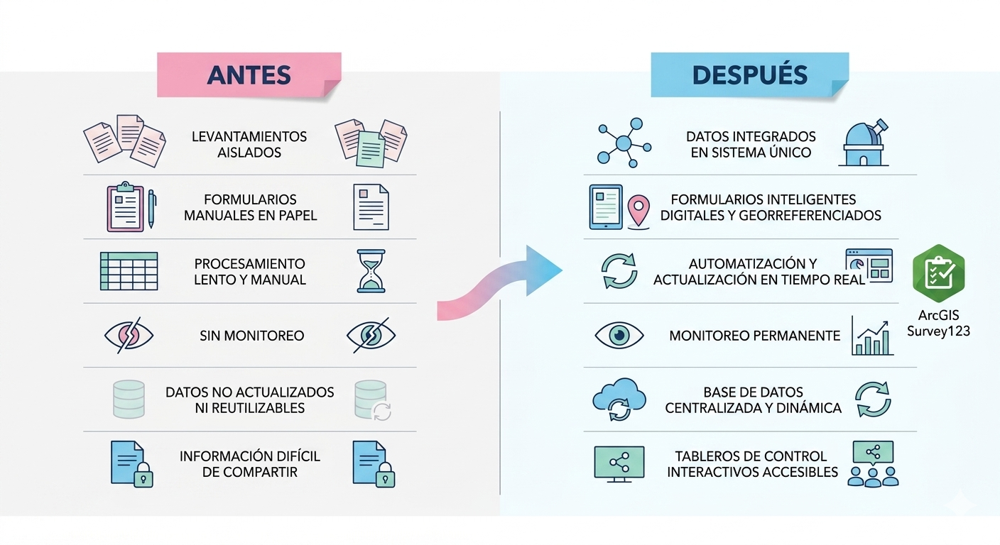 ANTES
LEVANTAMIENTOS
AISLADOS
FORMULARIOS
MANUALES EN PAPEL
PROCESAMIENTO
LENTO Y MANUAL
SIN MONITOREO
DATOS NO ACTUALIZADOS
NI REUTILIZABLES
INFORMACIÓN DIFÍCIL
DE COMPARTIR
DESPUÉS
DATOS INTEGRADOS
EN SISTEMA ÚNICO
FORMULARIOS INTELIGENTES
DIGITALES Y GEORREFERENCIADOS
AUTOMATIZACIÓN Y
ACTUALIZACIÓN EN TIEMPO REAL
MONITOREO PERMANENTE
BASE DE DATOS
CENTRALIZADA Y DINÁMICA
TABLEROS DE CONTROL
INTERACTIVOS ACCESIBLES
ArcGIS
Survey123